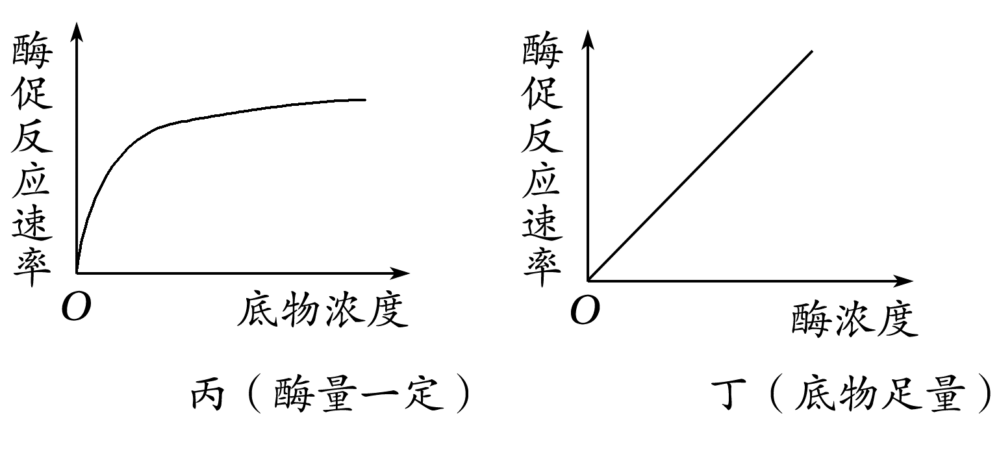 酶促反应速率
O
底物浓度
丙（酶量一定）
酶促反应速率
O
酶浓度
丁（底物足量）